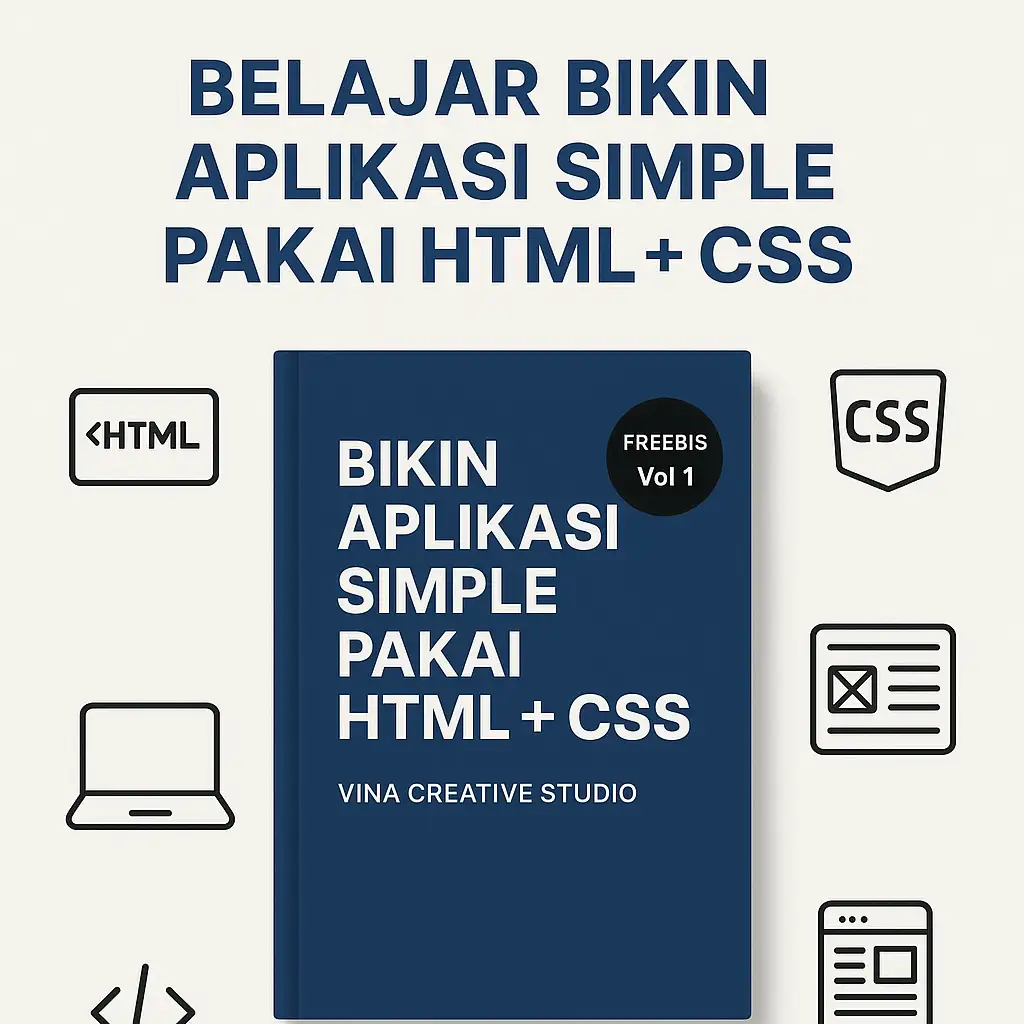 BELAJAR BIKIN
APLIKASI SIMPLE
PAKAI HTML + CSS
<HTML
CSS
FREEBIS
Vol 1
BIKIN
APLIKASI
SIMPLE
PAKAI
HTML + CSS
VINA CREATIVE STUDIO
</>